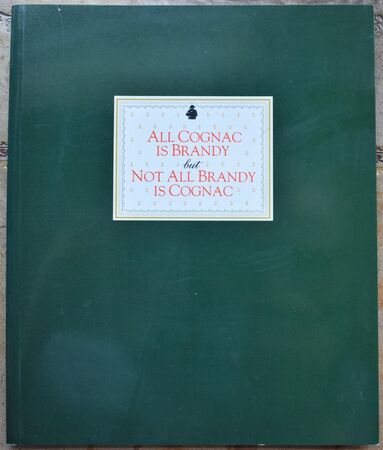 ALL COGNAC
IS BRANDY
but
NOT ALL BRANDY
IS COGNAC